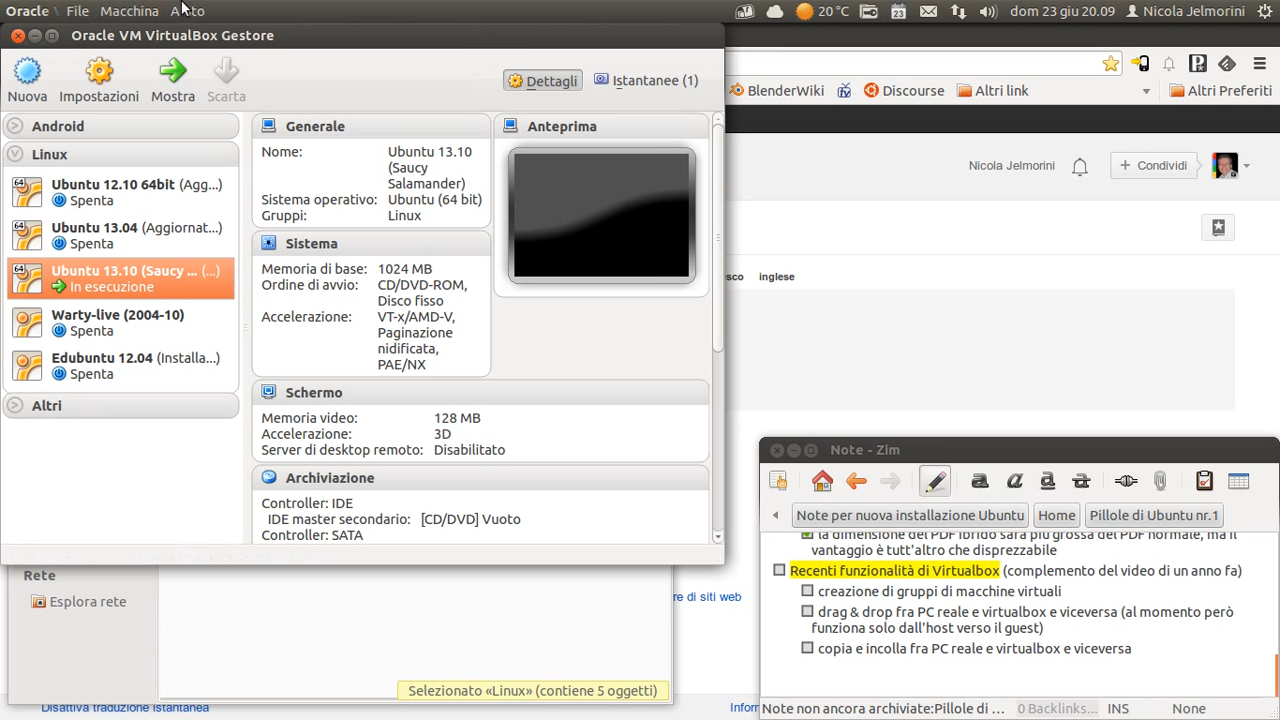 Oracle File Macchina
20 °C dom 23 giu 20.09 Nicola Jelmorini
Oracle VM VirtualBox Gestore
Nuova Impostazioni Mostra Scarta Dettagli Istantanee (1)
BlenderWiki Discourse Altri link Altri Preferiti
Nicola Jelmorini + Condividi
inglese
Android
Linux
64 Ubuntu 12.10 64bit (Agg...)
Spenta
64 Ubuntu 13.04 (Aggiornat...)
Spenta
64 Ubuntu 13.10 (Saucy ... (...)
In esecuzione
Warty-live (2004-10)
Spenta
Edubuntu 12.04 (Installa...)
Spenta
Altri
Generale
Nome: Ubuntu 13.10
(Saucy
Salamander)
Sistema operativo: Ubuntu (64 bit)
Gruppi: Linux
Anteprima
Sistema
Memoria di base: 1024 MB
Ordine di avvio: CD/DVD-ROM,
Disco fisso
Accelerazione: VT-x/AMD-V,
Paginazione
nidificata,
PAE/NX
Schermo
Memoria video: 128 MB
Accelerazione: 3D
Server di desktop remoto: Disabilitato
Archiviazione
Controller: IDE
IDE master secondario: [CD/DVD] Vuoto
Controller: SATA
Rete
Esplora rete
re di siti web
Selezionato «Linux» (contiene 5 oggetti)
Disattiva traduzione istantanea
Note - Zim
Note per nuova installazione Ubuntu Home Pillole di Ubuntu nr.1
la dimensione del PDF ibrido sarà più grossa del PDF normale, ma il
vantaggio è tutt'altro che disprezzabile
Recenti funzionalità di Virtualbox (complemento del video di un anno fa)
creazione di gruppi di macchine virtuali
drag & drop fra PC reale e virtualbox e viceversa (al momento però
funziona solo dall'host verso il guest)
copia e incolla fra PC reale e virtualbox e viceversa
Note non ancora archiviate:Pillole di ... 0 Backlinks... INS None